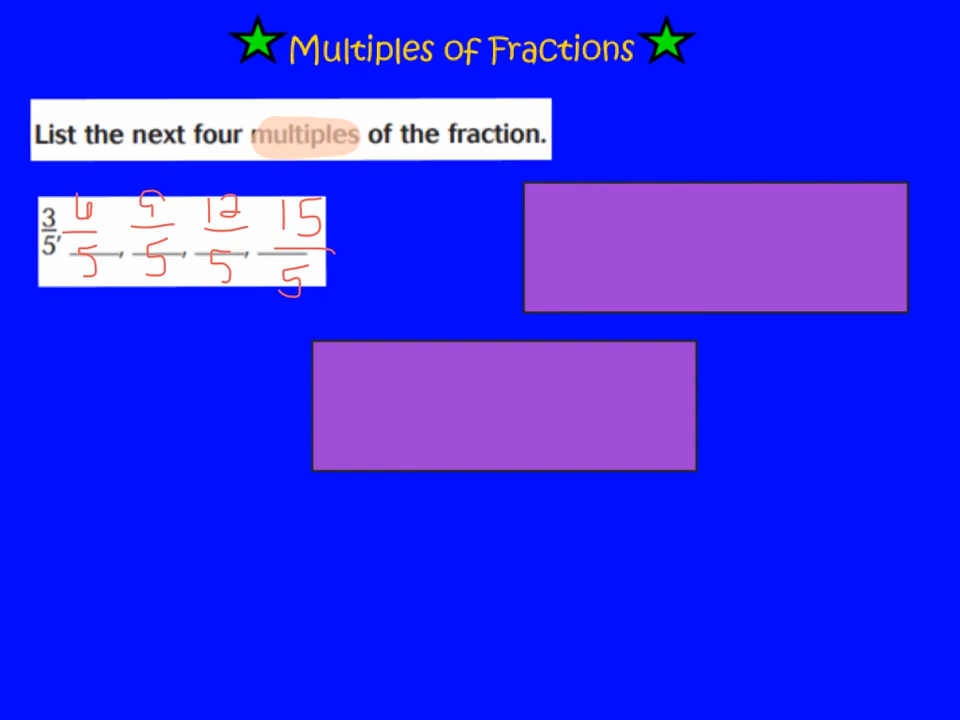 Multiples of Fractions
List the next four multiples of the fraction.
3/5, 6/5, 9/5, 12/5, 15/5